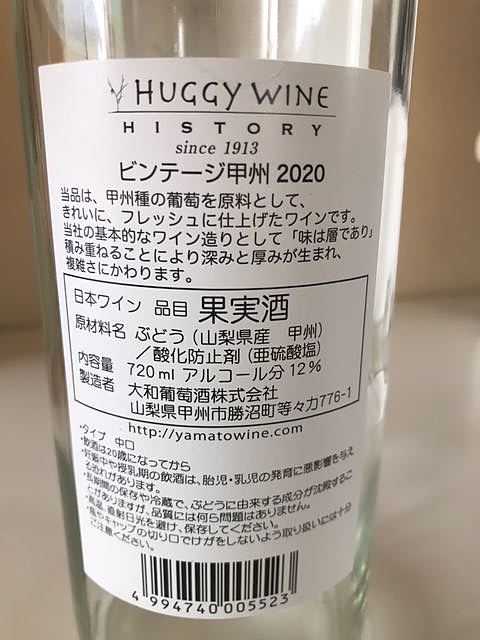 HUGGY WINE
HISTORY
since 1913
ビンテージ甲州 2020
当品は、甲州種の葡萄を原料として、
きれいに、フレッシュに仕上げたワインです。
当社の基本的なワイン造りとして「味は層であり」
積み重ねることにより深みと厚みが生まれ、
複雑さにかわります。
日本ワイン 品目 果実酒
原材料名 ぶどう(山梨県産 甲州)
/酸化防止剤(亜硫酸塩)
内容量 720ml アルコール分12%
製造者 大和葡萄酒株式会社
山梨県甲州市勝沼町等々力776-1
http://yamatowine.com
・タイプ 中口
・飲酒は20歳になってから
・妊娠中や授乳期の飲酒は、胎児・乳児の発育に悪影響を与え
る恐れがあります。
・長期間の保存や冷蔵で、ぶどうに由来する成分が沈殿するこ
とがありますが、品質には何ら問題はありません。
・高温、直射日光を避け、保存してください。
・開栓時キャップの切り口でけがをしないよう取り扱いには十分
ご注意ください。
4 994740 005523